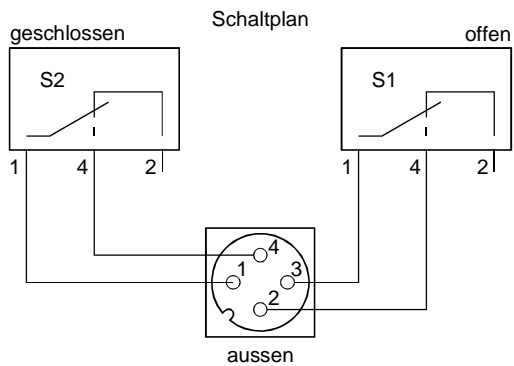 Schaltplan
geschlossen
offen
S2
S1
1 4 2
1 4 2
4
1 3
2
aussen